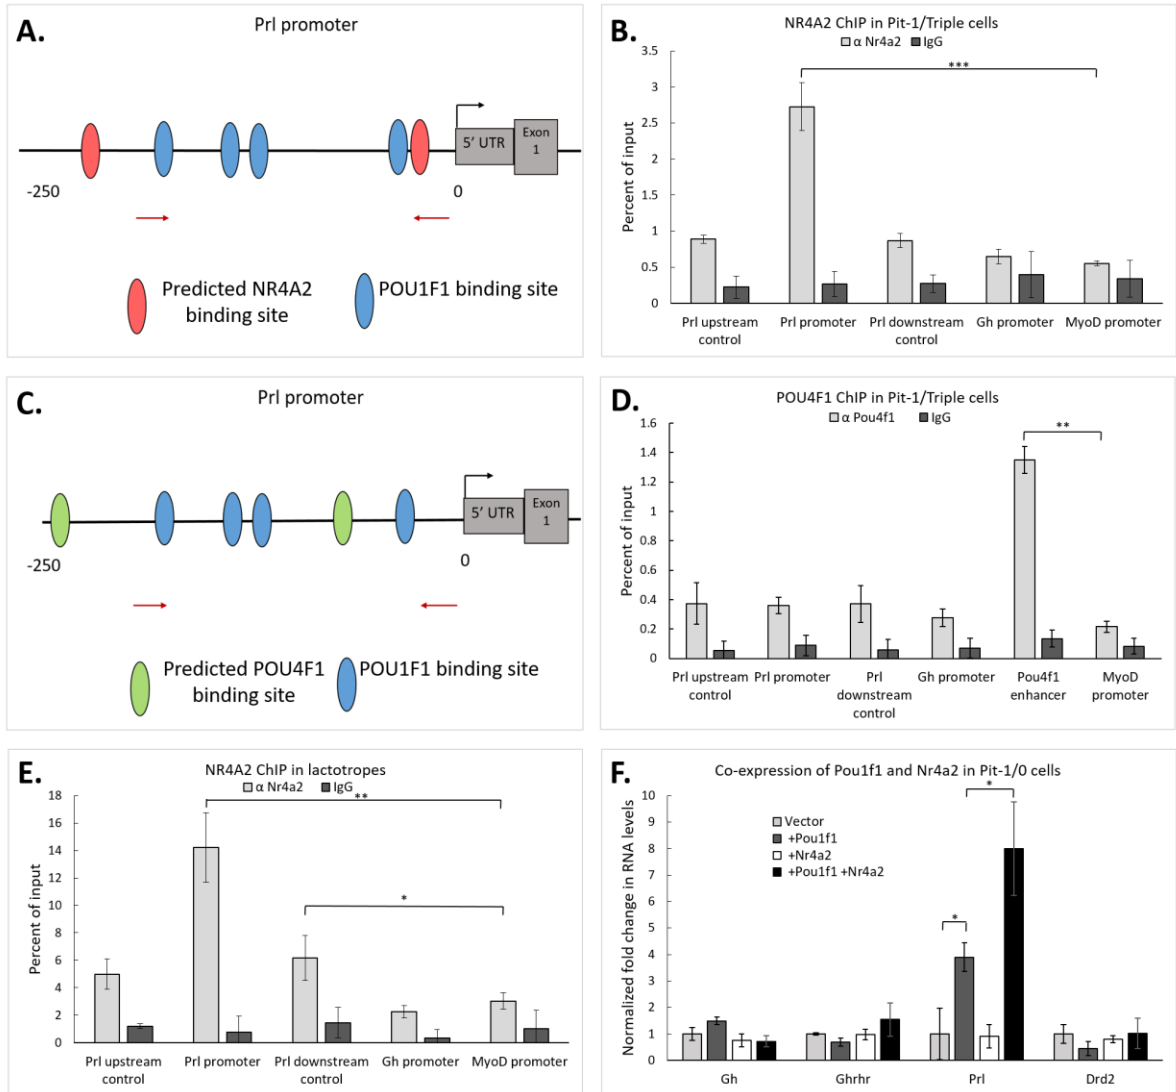 A.
Prl promoter
5' UTR
Exon
1
-250
0
Predicted NR4A2
binding site
POU1F1 binding site
B.
NR4A2 ChIP in Pit-1/Triple cells
α Nr4a2
IgG
***
Percent of input
3.5
3
2.5
2
1.5
1
0.5
0
Prl upstream
control
Prl promoter
Prl downstream
control
Gh promoter
MyoD promoter
C.
Prl promoter
5' UTR
Exon
1
-250
0
Predicted POU4F1
binding site
POU1F1 binding site
D.
POU4F1 ChIP in Pit-1/Triple cells
α Pou4f1
IgG
**
Percent of input
1.6
1.4
1.2
1
0.8
0.6
0.4
0.2
0
Prl upstream
control
Prl promoter
Prl
downstream
control
Gh promoter
Pou4f1
enhancer
MyoD
promoter
E.
NR4A2 ChIP in lactotropes
α Nr4a2
IgG
**
*
Percent of input
18
16
14
12
10
8
6
4
2
0
Prl upstream
control
Prl promoter
Prl downstream
control
Gh promoter
MyoD promoter
F.
Co-expression of Pou1f1 and Nr4a2 in Pit-1/0 cells
Vector
+Pou1f1
+Nr4a2
+Pou1f1 +Nr4a2
*
*
Normalized fold change in RNA levels
10
9
8
7
6
5
4
3
2
1
0
Gh
Ghrhr
Prl
Drd2